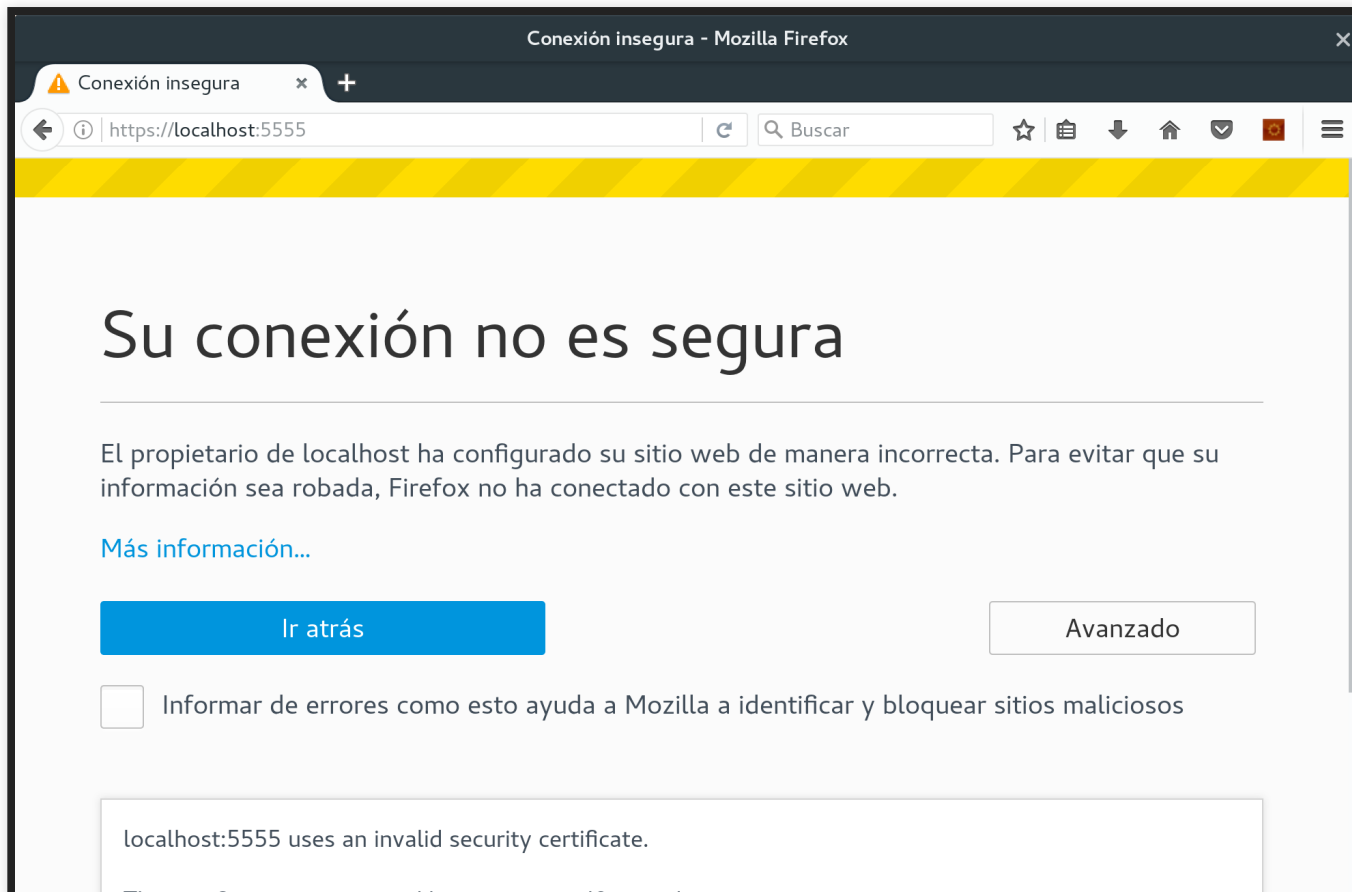 Conexión insegura - Mozilla Firefox
Conexión insegura
https://localhost:5555
Buscar
Su conexión no es segura
El propietario de localhost ha configurado su sitio web de manera incorrecta. Para evitar que su
información sea robada, Firefox no ha conectado con este sitio web.
Más información...
Ir atrás
Avanzado
Informar de errores como esto ayuda a Mozilla a identificar y bloquear sitios maliciosos
localhost:5555 uses an invalid security certificate.